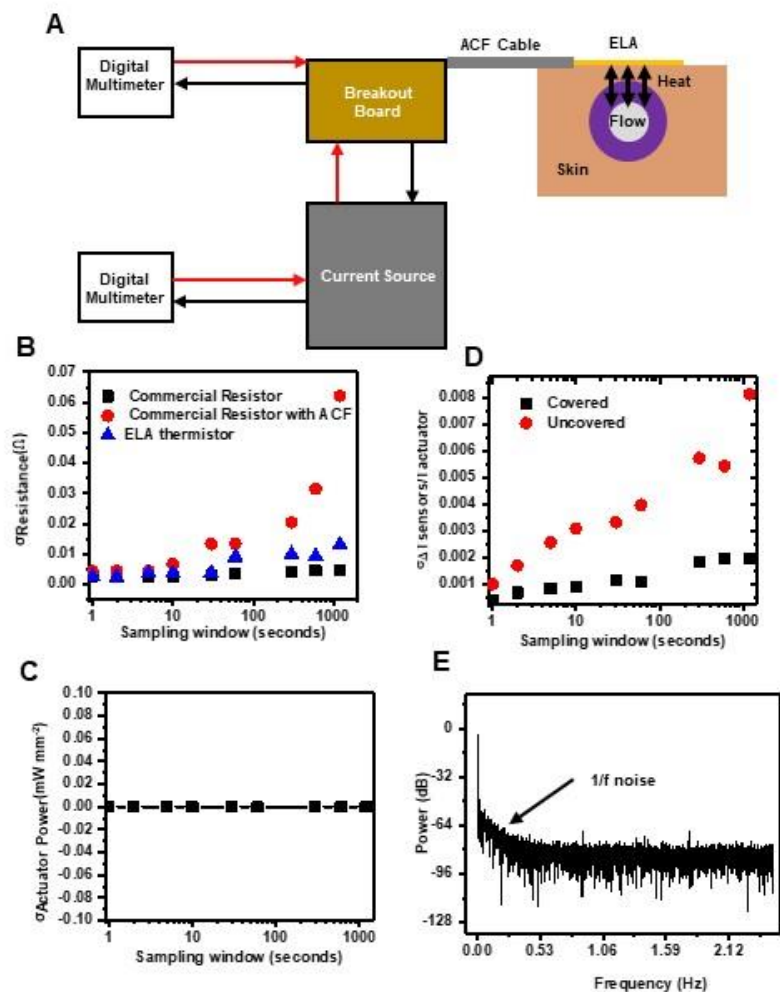 A
Digital
Multimeter
Breakout
Board
ACF Cable
ELA
Heat
Flow
Skin
Digital
Multimeter
Current Source
B
0.07
0.06
0.05
0.04
0.03
0.02
0.01
0.00
σResistance(Ω)
Commercial Resistor
Commercial Resistor with ACF
ELA thermistor
1 10 100 1000
Sampling window (seconds)
D
0.008
0.007
0.006
0.005
0.004
0.003
0.002
0.001
σΔT sensors/T actuator
Covered
Uncovered
1 10 100 1000
Sampling window (seconds)
C
0.10
0.08
0.06
0.04
0.02
0.00
-0.02
-0.04
-0.06
-0.08
-0.10
σActuator Power(mW mm⁻²)
1 10 100 1000
Sampling window (seconds)
E
0
-32
-64
-96
-128
Power (dB)
1/f noise
0.00 0.53 1.06 1.59 2.12
Frequency (Hz)